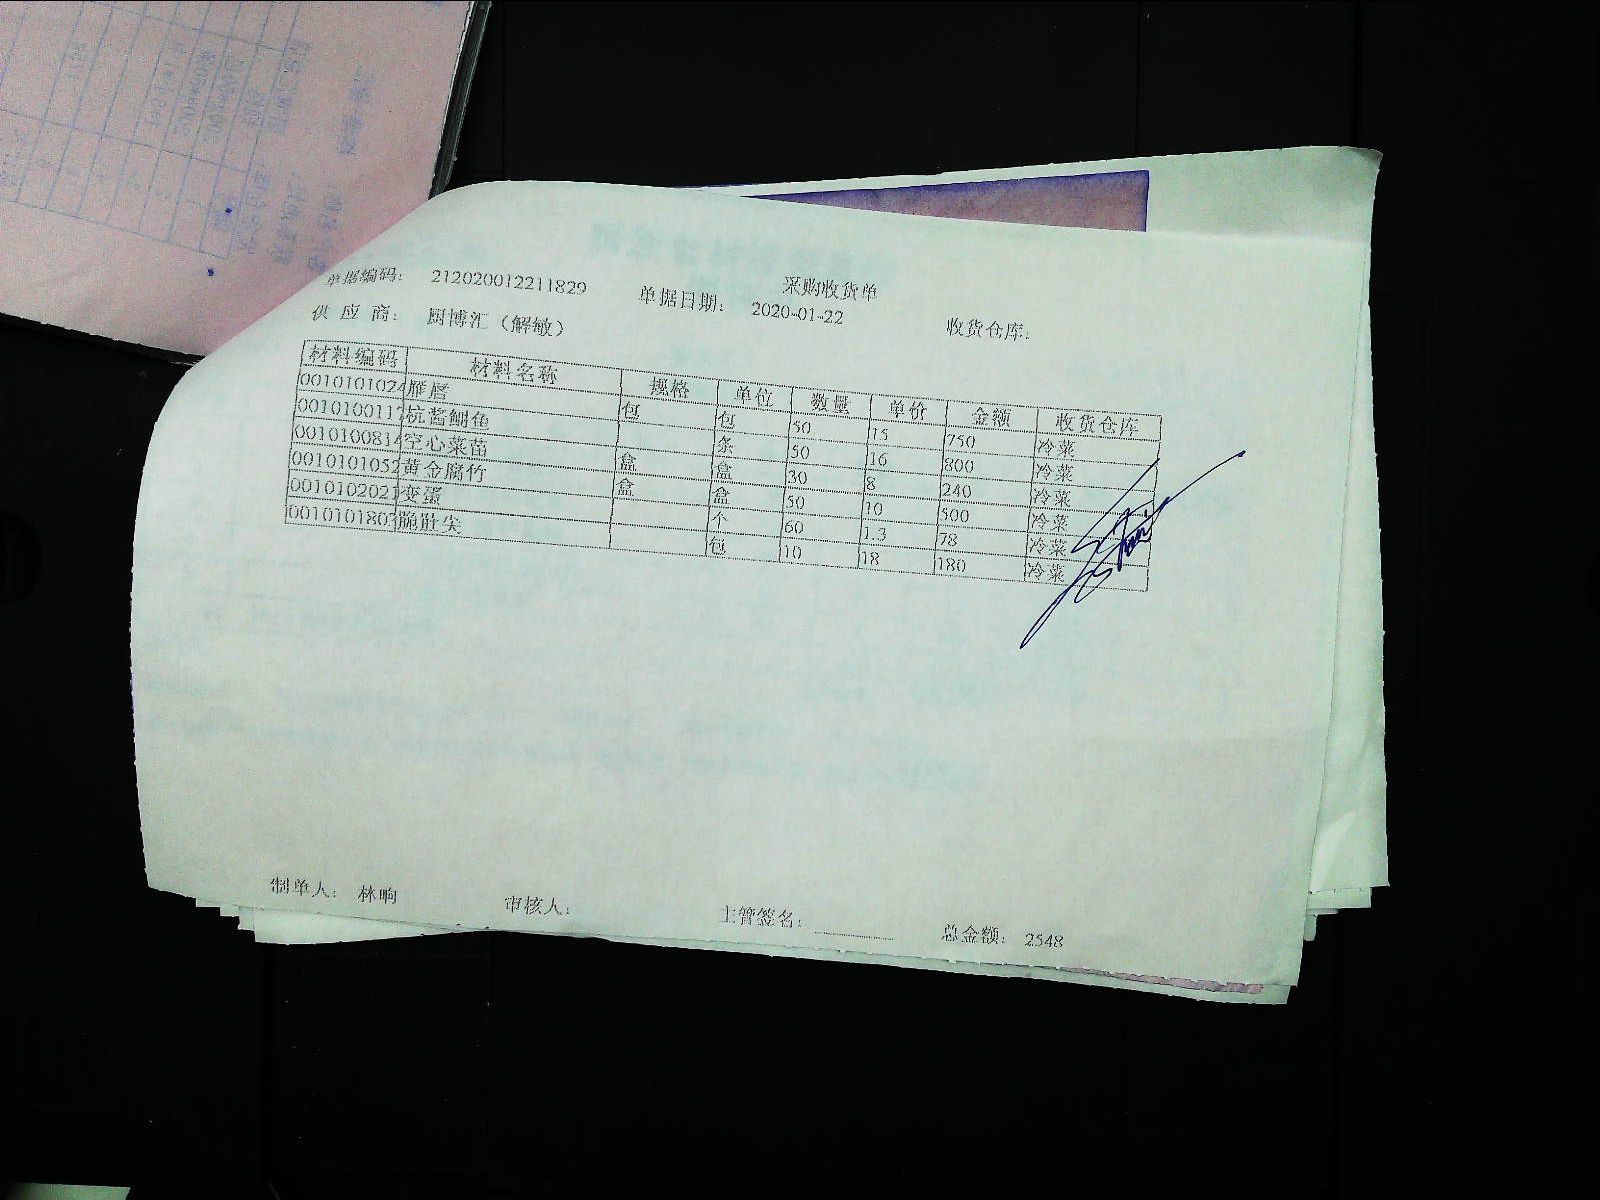 采购收货单
单据编码： 212020012211829 单据日期： 2020-01-22 收货仓库：
供 应 商： 厨博汇（解敏）
材料编码 材料名称 规格 单位 数量 单价 金额 收货仓库
0010101024 雁唇 包 包 50 15 750 冷菜
001010011 杭酱鲴鱼 条 50 16 800 冷菜
001010081 空心菜苗 盒 盒 30 8 240 冷菜
0010101052 黄金腐竹 盒 盒 50 10 500 冷菜
001010202 变蛋 个 60 1.3 78 冷菜
001010180 脆肚尖 包 10 18 180 冷菜
制单人： 林晌 审核人： 主管签名： 总金额： 2548